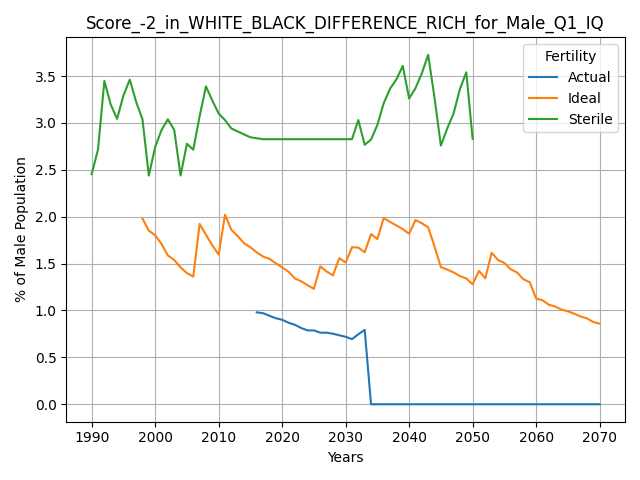 Score_-2_in_WHITE_BLACK_DIFFERENCE_RICH_for_Male_Q1_IQ
Fertility
Actual
Ideal
Sterile
% of Male Population
3.5
3.0
2.5
2.0
1.5
1.0
0.5
0.0
1990 2000 2010 2020 2030 2040 2050 2060 2070
Years